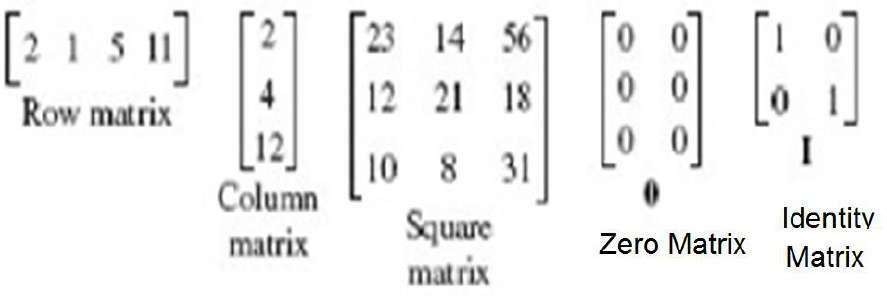 2 1 5 11
Row matrix
2
4
12
Column
matrix
23 14 56
12 21 18
10 8 31
Square
matrix
0 0
0 0
0 0
0
Zero Matrix
1 0
0 1
I
Identity
Matrix